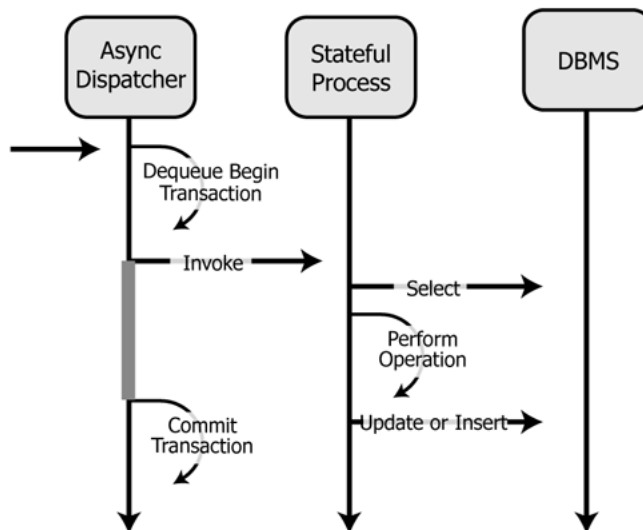 Async
Dispatcher
Stateful
Process
DBMS
Dequeue Begin
Transaction
Invoke
Select
Perform
Operation
Update or Insert
Commit
Transaction